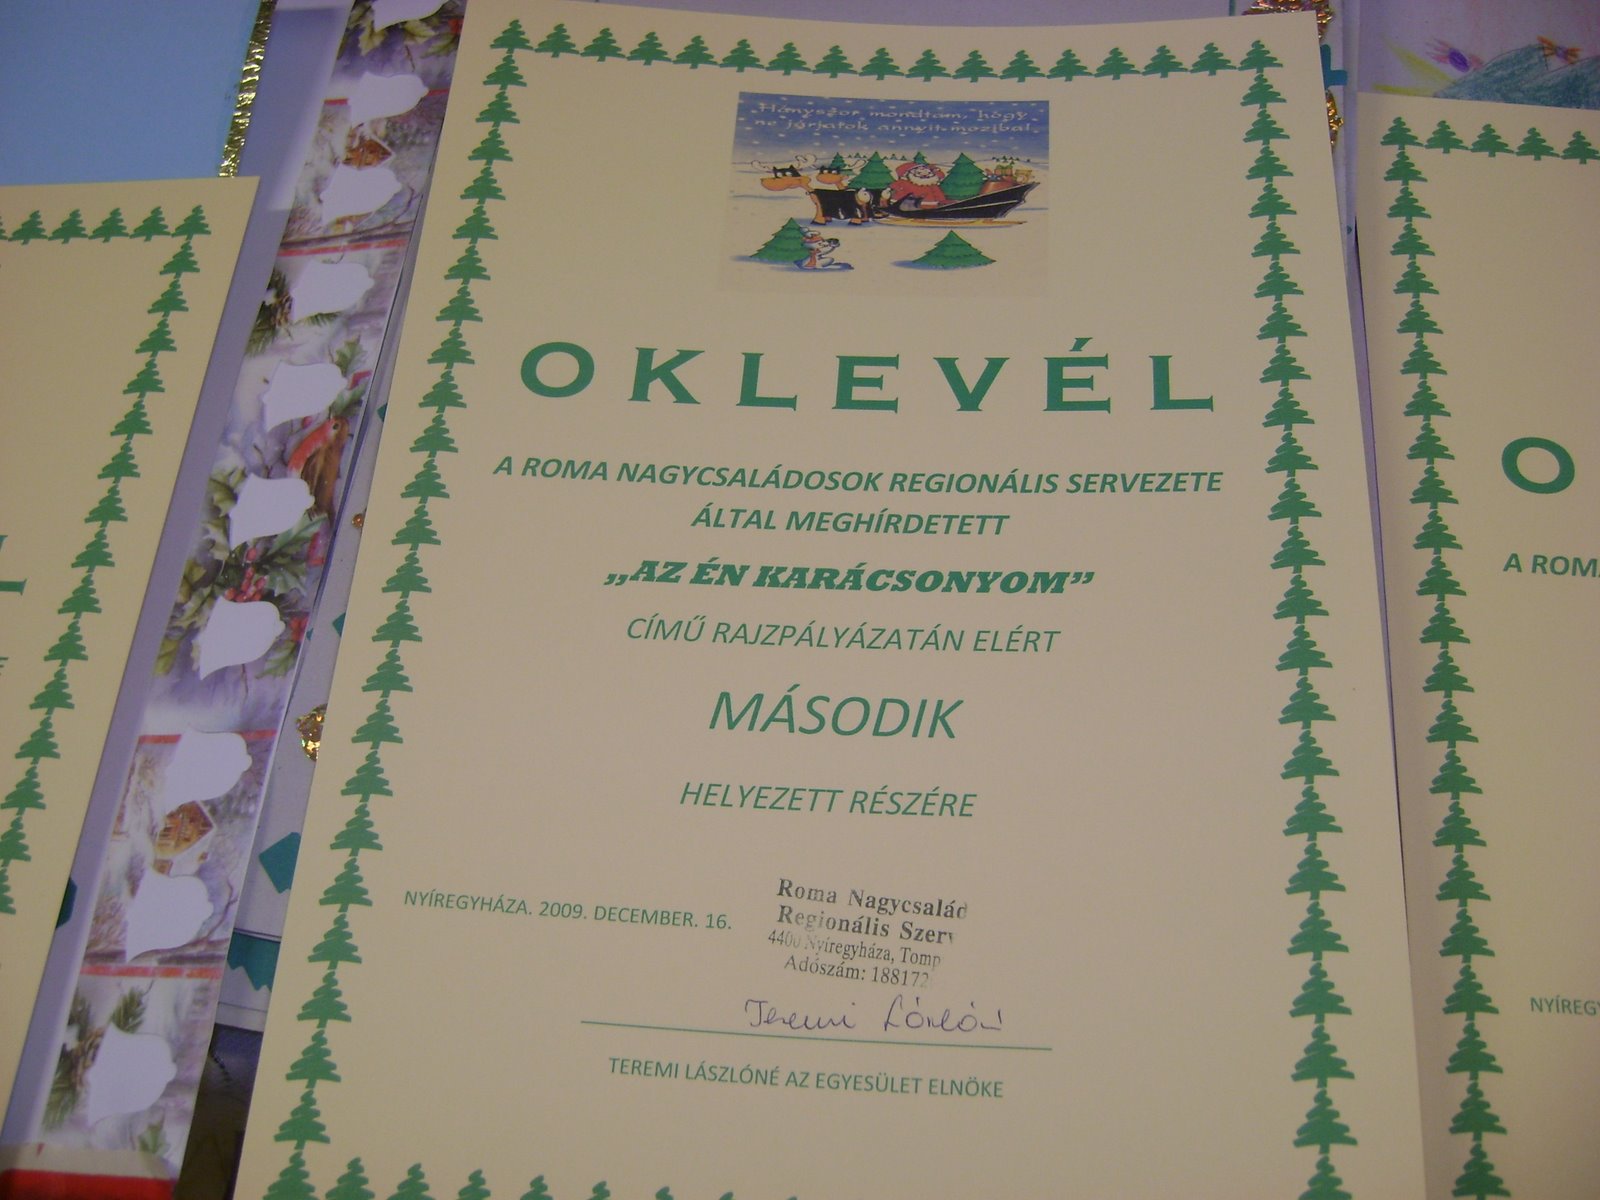 Hányszor mondtam, hogy
ne járjatok annyit moziba!
OKLEVÉL
A ROMA NAGYCSALÁDOSOK REGIONÁLIS SERVEZETE
ÁLTAL MEGHÍRDETETT
„AZ ÉN KARÁCSONYOM”
CÍMŰ RAJZPÁLYÁZATÁN ELÉRT
MÁSODIK
HELYEZETT RÉSZÉRE
NYÍREGYHÁZA. 2009. DECEMBER. 16.
Roma Nagycsalád
Regionális Szerv
4400 Nyíregyháza, Tomp
Adószám: 188172
Teremi Lászlóné
TEREMI LÁSZLÓNÉ AZ EGYESÜLET ELNÖKE
L
O
A ROM
NYÍREGY